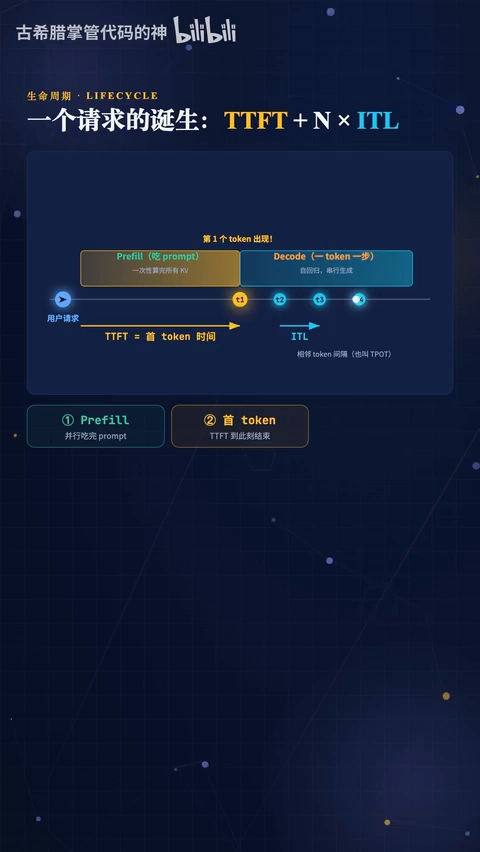 古希腊掌管代码的神 bilibili
生命周期 · LIFECYCLE
一个请求的诞生：TTFT + N × ITL
第 1 个 token 出现！
Prefill（吃 prompt） Decode（一 token 一步）
一次性算完所有 KV 自回归，串行生成
t1 t2 t3
用户请求
TTFT = 首 token 时间 ITL
相邻 token 间隔（也叫 TPOT）
① Prefill ② 首 token
并行吃完 prompt TTFT 到此刻结束